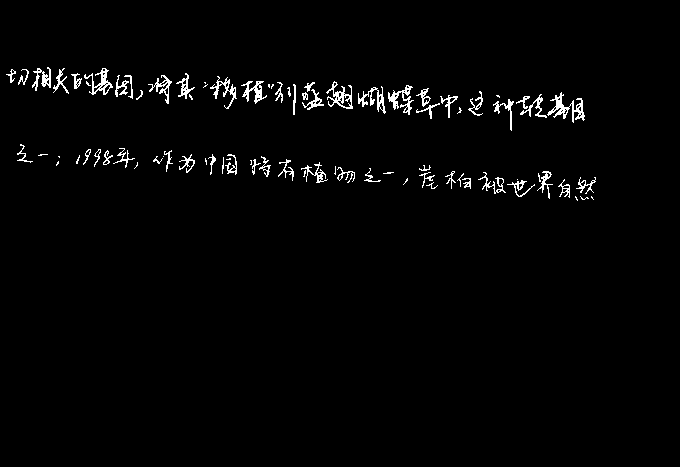 切相关的基因,将其“移植”到蓝翅蝴蝶草中,这种转基因
之一;1998年,作为中国特有植物之一,崖柏被世界自然